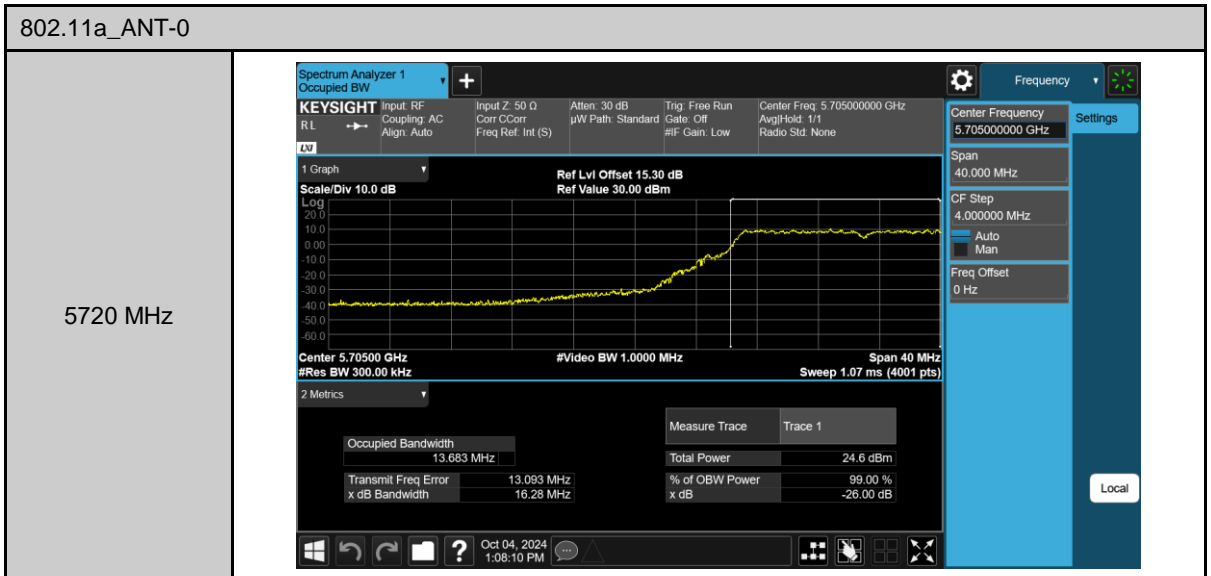 802.11a_ANT-0
5720 MHz
Spectrum Analyzer 1
Occupied BW
Frequency
KEYSIGHT
RL
LXI
Input: RF
Coupling: AC
Align: Auto
Input Z: 50 Ω
Corr CCorr
Freq Ref: Int (S)
Atten: 30 dB
µW Path: Standard
Trig: Free Run
Gate: Off
#IF Gain: Low
Center Freq: 5.705000000 GHz
Avg|Hold: 1/1
Radio Std: None
Center Frequency
5.705000000 GHz
Settings
Span
40.000 MHz
CF Step
4.000000 MHz
Auto
Man
Freq Offset
0 Hz
Local
1 Graph
Scale/Div 10.0 dB
Ref Lvl Offset 15.30 dB
Ref Value 30.00 dBm
Log
20.0
10.0
0.00
-10.0
-20.0
-30.0
-40.0
-50.0
-60.0
Center 5.70500 GHz
#Video BW 1.0000 MHz
Span 40 MHz
#Res BW 300.00 kHz
Sweep 1.07 ms (4001 pts)
2 Metrics
Measure Trace Trace 1
Occupied Bandwidth
13.683 MHz
Total Power 24.6 dBm
Transmit Freq Error 13.093 MHz
% of OBW Power 99.00 %
x dB Bandwidth 16.28 MHz
x dB -26.00 dB
Oct 04, 2024
1:08:10 PM